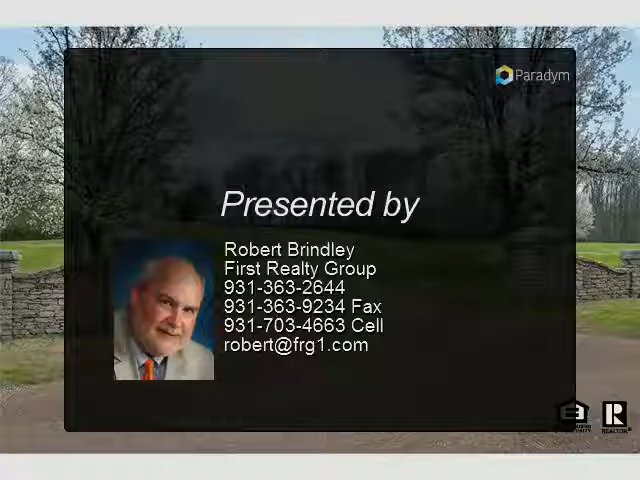 Paradym
Presented by
Robert Brindley
First Realty Group
931-363-2644
931-363-9234 Fax
931-703-4663 Cell
robert@frg1.com
REALTOR®